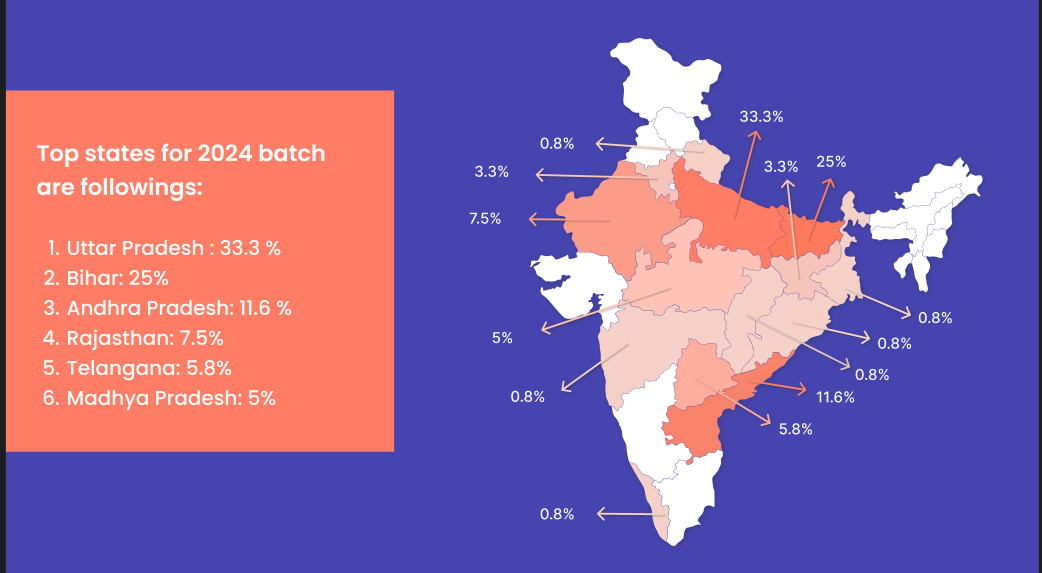 Top states for 2024 batch
are followings:
1. Uttar Pradesh : 33.3 %
2. Bihar: 25%
3. Andhra Pradesh: 11.6 %
4. Rajasthan: 7.5%
5. Telangana: 5.8%
6. Madhya Pradesh: 5%
33.3%
0.8%
3.3%
25%
3.3%
7.5%
0.8%
5%
0.8%
0.8%
0.8%
11.6%
5.8%
0.8%